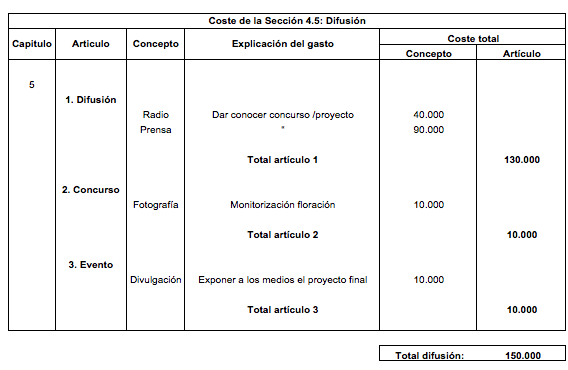 Coste de la Sección 4.5: Difusión
Coste total
Capitulo Articulo Concepto Explicación del gasto Concepto Artículo
5
1. Difusión
Radio Dar conocer concurso /proyecto 40.000
Prensa " 90.000
Total artículo 1 130.000
2. Concurso
Fotografía Monitorización floración 10.000
Total artículo 2 10.000
3. Evento
Divulgación Exponer a los medios el proyecto final 10.000
Total artículo 3 10.000
Total difusión: 150.000